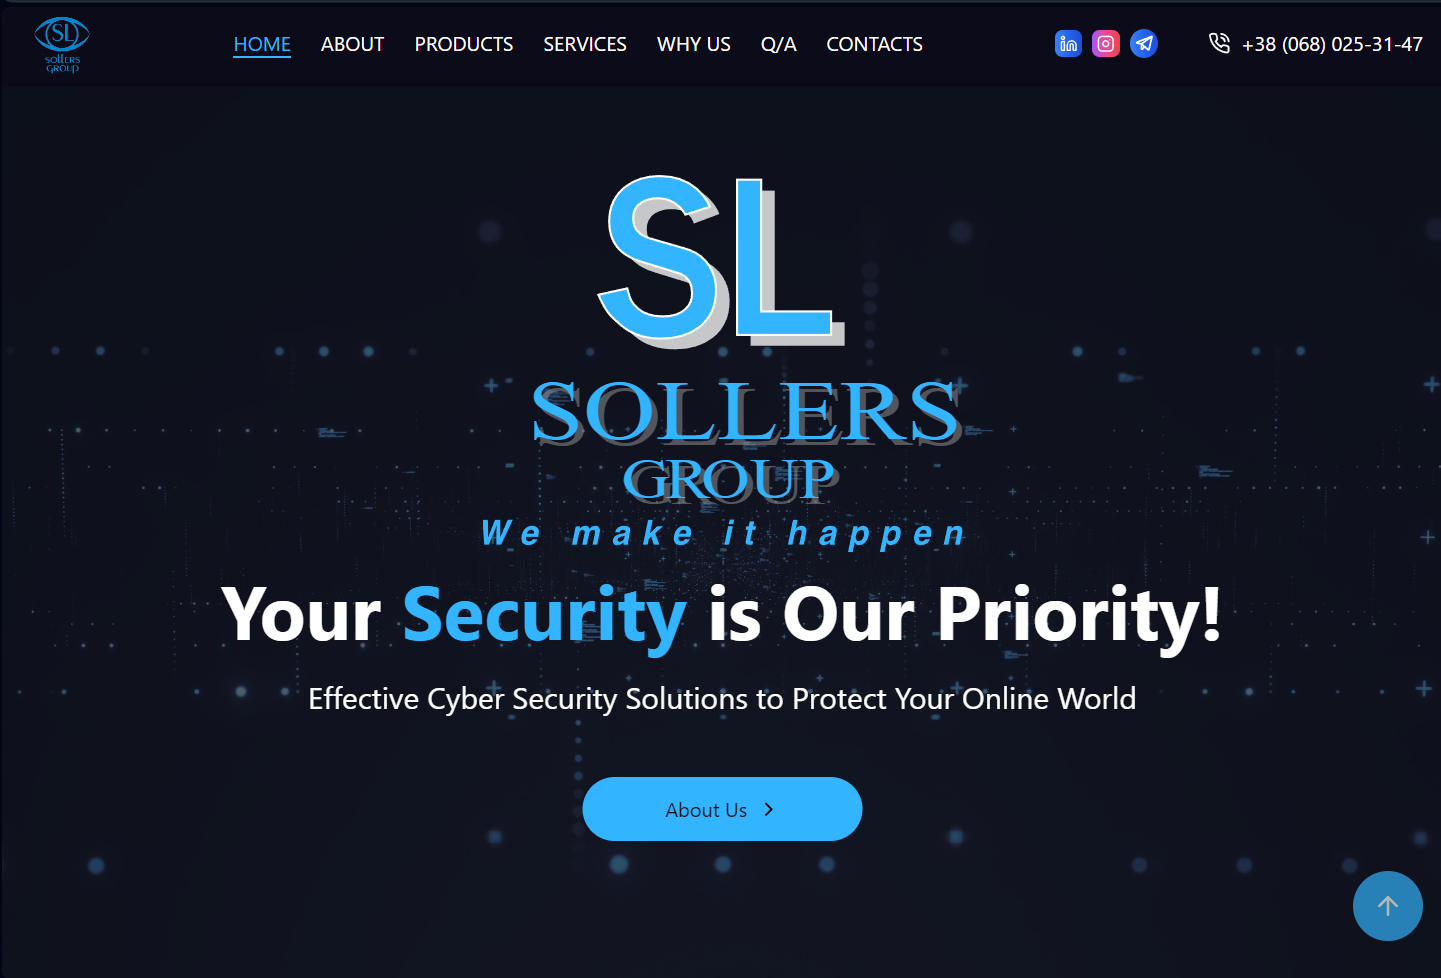 SL
SOLLERS
GROUP
HOME ABOUT PRODUCTS SERVICES WHY US Q/A CONTACTS
+38 (068) 025-31-47
SL
SOLLERS
GROUP
We make it happen
Your Security is Our Priority!
Effective Cyber Security Solutions to Protect Your Online World
About Us